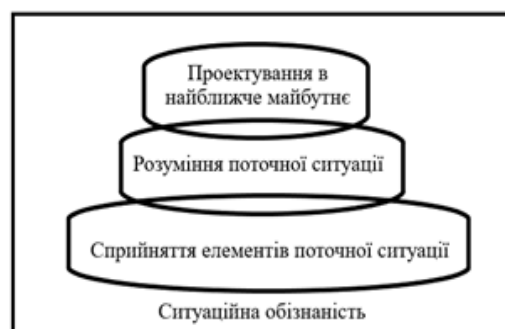 Проектування в
найближче майбутнє
Розуміння поточної ситуації
Сприйняття елементів поточної ситуації
Ситуаційна обізнаність